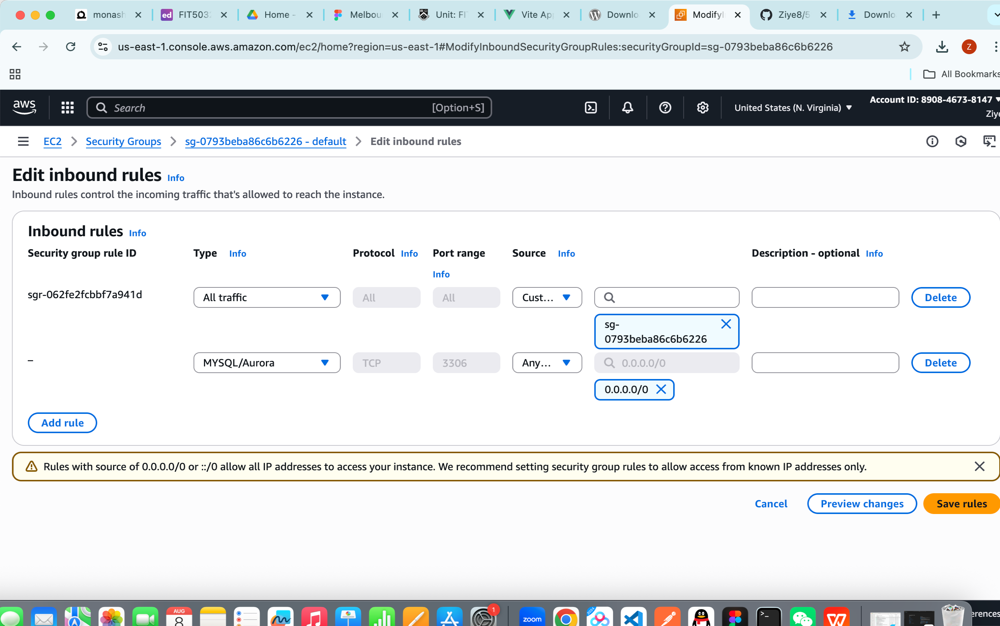 monash
ed FIT5032
Home -
Melbou
Unit: FIT
Vite Ap
Downlo
ModifyI
Ziye8/5
Downlo
us-east-1.console.aws.amazon.com/ec2/home?region=us-east-1#ModifyInboundSecurityGroupRules:securityGroupId=sg-0793beba86c6b6226
Z
All Bookmarks
aws
Search
[Option+S]
United States (N. Virginia)
Account ID: 8908-4673-8147
Ziye
EC2 > Security Groups > sg-0793beba86c6b6226 - default > Edit inbound rules
Edit inbound rules Info
Inbound rules control the incoming traffic that's allowed to reach the instance.
Inbound rules Info
Security group rule ID Type Info Protocol Info Port range Source Info Description - optional Info
Info
sgr-062fe2fcbbf7a941d All traffic All All Cust... Delete
sg-
0793beba86c6b6226
– MYSQL/Aurora TCP 3306 Any... 0.0.0.0/0 Delete
0.0.0.0/0
Add rule
Rules with source of 0.0.0.0/0 or ::/0 allow all IP addresses to access your instance. We recommend setting security group rules to allow access from known IP addresses only.
Cancel Preview changes Save rules
AUG
8
1
zoom
2024
erences